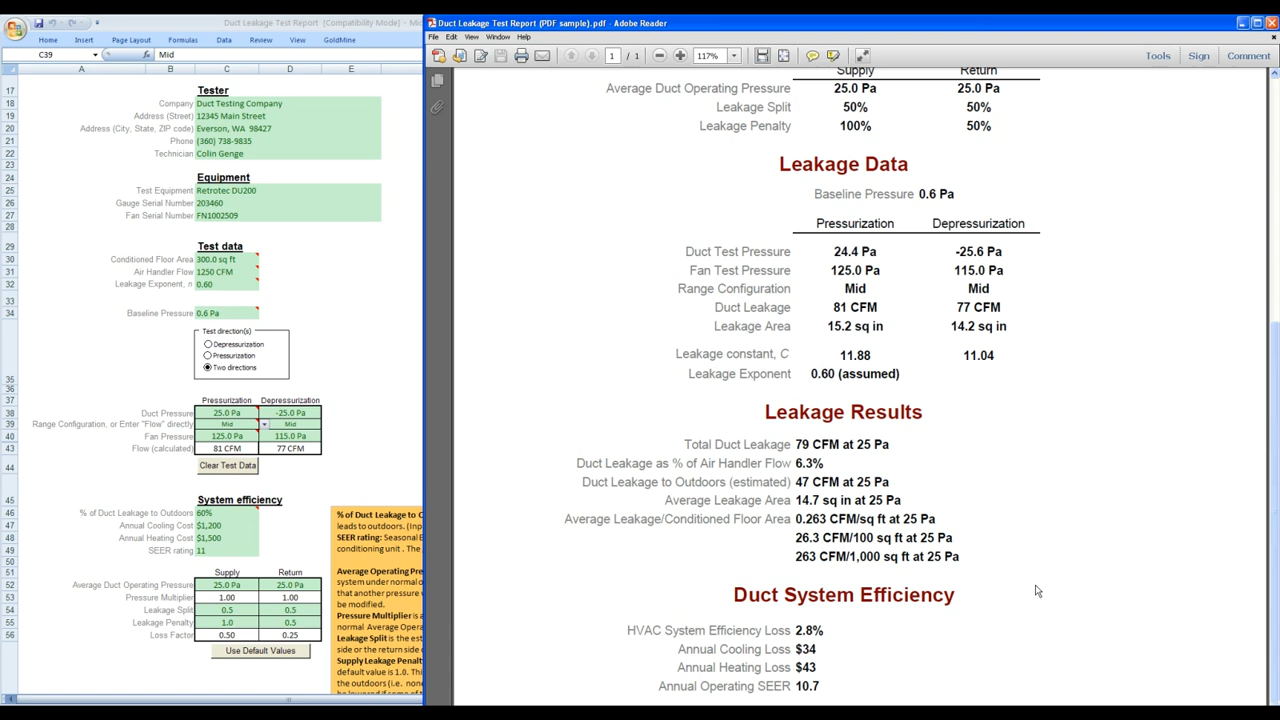 Duct Leakage Test Report  [Compatibility Mode] - Mi
Home Insert Page Layout Formulas Data Review View GoldMine
C39 fx Mid
A B C D E
17 Tester
18 Company Duct Testing Company
19 Address (Street) 12345 Main Street
20 Address (City, State, ZIP code) Everson, WA  98427
21 Phone (360) 738-9835
22 Technician Colin Genge
23
24 Equipment
25 Test Equipment Retrotec DU200
26 Gauge Serial Number 203460
27 Fan Serial Number FN1002509
28
29 Test data
30 Conditioned Floor Area 300.0 sq ft
31 Air Handler Flow 1250 CFM
32 Leakage Exponent, n 0.60
33
34 Baseline Pressure 0.6 Pa
Test direction(s)
Depressurization
Pressurization
Two directions
35
36
37 Pressurization Depressurization
38 Duct Pressure 25.0 Pa -25.0 Pa
39 Range Configuration, or Enter "Flow" directly Mid Mid
40 Fan Pressure 125.0 Pa 115.0 Pa
43 Flow (calculated) 81 CFM 77 CFM
44 Clear Test Data
45 System efficiency
46 % of Duct Leakage to Outdoors 60%
47 Annual Cooling Cost $1,200
48 Annual Heating Cost $1,500
49 SEER rating 11
50
51 Supply Return
52 Average Duct Operating Pressure 25.0 Pa 25.0 Pa
53 Pressure Multiplier 1.00 1.00
54 Leakage Split 0.5 0.5
55 Leakage Penalty 1.0 0.5
56 Loss Factor 0.50 0.25
Use Default Values
% of Duct Leakage to O
leads to outdoors. (Inp
SEER rating: Seasonal E
conditioning unit . The
Average Operating Pre
system under normal o
that another pressure v
be modified.
Pressure Multiplier is a
normal Average Opera
Leakage Split is the est
side or the return side
Supply Leakage Penalt
default value is 1.0. Thi
the outdoors (i.e. none
Duct Leakage Test Report (PDF sample).pdf - Adobe Reader
File Edit View Window Help
1 / 1 117% Tools Sign Comment
Supply Return
Average Duct Operating Pressure 25.0 Pa 25.0 Pa
Leakage Split 50% 50%
Leakage Penalty 100% 50%
Leakage Data
Baseline Pressure 0.6 Pa
Pressurization Depressurization
Duct Test Pressure 24.4 Pa -25.6 Pa
Fan Test Pressure 125.0 Pa 115.0 Pa
Range Configuration Mid Mid
Duct Leakage 81 CFM 77 CFM
Leakage Area 15.2 sq in 14.2 sq in
Leakage constant, C 11.88 11.04
Leakage Exponent 0.60 (assumed)
Leakage Results
Total Duct Leakage 79 CFM at 25 Pa
Duct Leakage as % of Air Handler Flow 6.3%
Duct Leakage to Outdoors (estimated) 47 CFM at 25 Pa
Average Leakage Area 14.7 sq in at 25 Pa
Average Leakage/Conditioned Floor Area 0.263 CFM/sq ft at 25 Pa
26.3 CFM/100 sq ft at 25 Pa
263 CFM/1,000 sq ft at 25 Pa
Duct System Efficiency
HVAC System Efficiency Loss 2.8%
Annual Cooling Loss $34
Annual Heating Loss $43
Annual Operating SEER 10.7